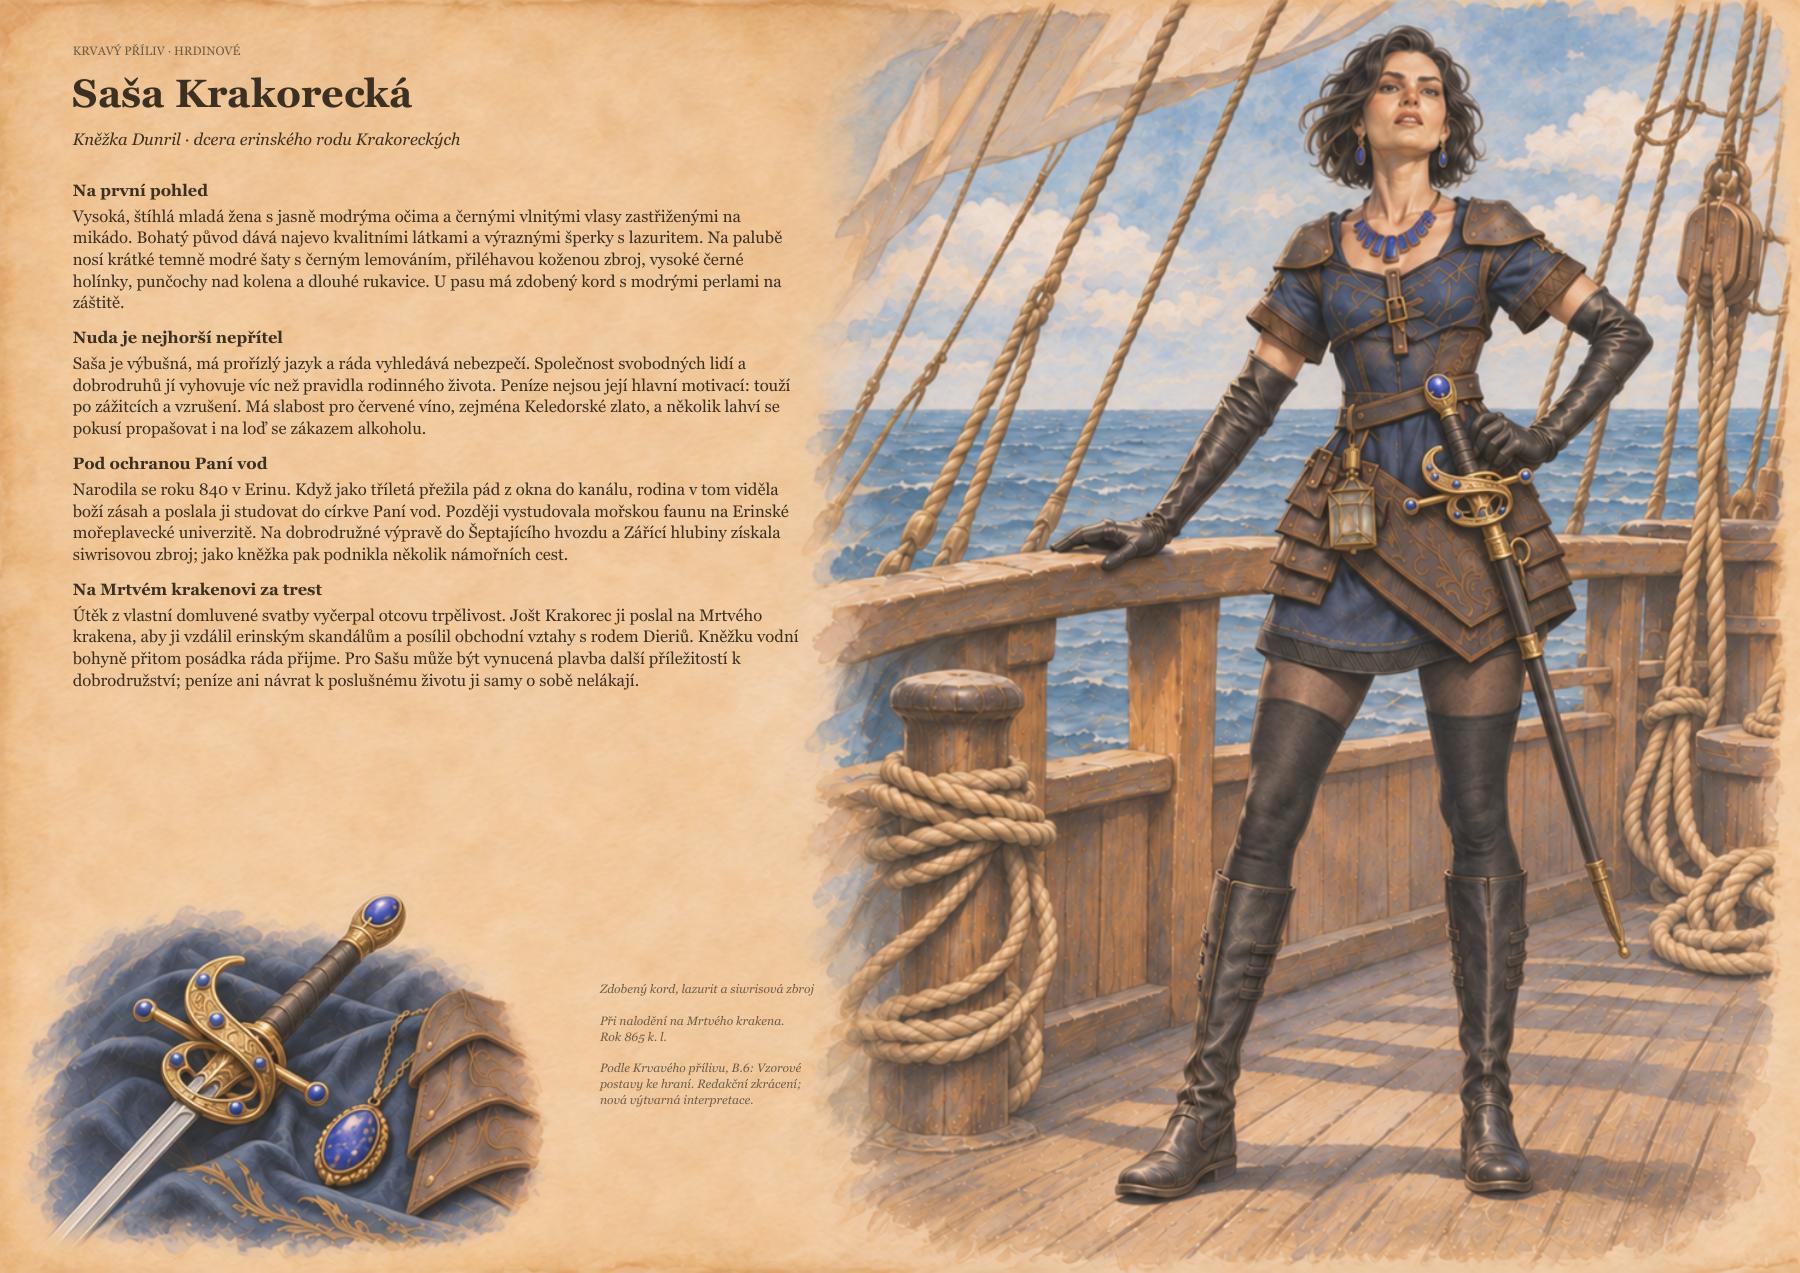 KRVAVÝ PŘÍLIV · HRDINOVÉ
Saša Krakorecká
Kněžka Dunril · dcera erinského rodu Krakoreckých
Na první pohled
Vysoká, štíhlá mladá žena s jasně modrýma očima a černými vlnitými vlasy zastřiženými na
mikádo. Bohatý původ dává najevo kvalitními látkami a výraznými šperky s lazuritem. Na palubě
nosí krátké temně modré šaty s černým lemováním, přiléhavou koženou zbroj, vysoké černé
holínky, punčochy nad kolena a dlouhé rukavice. U pasu má zdobený kord s modrými perlami na
záštitě.
Nuda je nejhorší nepřítel
Saša je výbušná, má prořízlý jazyk a ráda vyhledává nebezpečí. Společnost svobodných lidí a
dobrodruhů jí vyhovuje víc než pravidla rodinného života. Peníze nejsou její hlavní motivací: touží
po zážitcích a vzrušení. Má slabost pro červené víno, zejména Keledorské zlato, a několik lahví se
pokusí propašovat i na loď se zákazem alkoholu.
Pod ochranou Paní vod
Narodila se roku 840 v Erinu. Když jako tříletá přežila pád z okna do kanálu, rodina v tom viděla
boží zásah a poslala ji studovat do církve Paní vod. Později vystudovala mořskou faunu na Erinské
mořeplavecké univerzitě. Na dobrodružné výpravě do Šeptajícího hvozdu a Zářící hlubiny získala
siwrisovou zbroj; jako kněžka pak podnikla několik námořních cest.
Na Mrtvém krakenovi za trest
Útěk z vlastní domluvené svatby vyčerpal otcovu trpělivost. Jošt Krakorec ji poslal na Mrtvého
krakena, aby ji vzdálil erinským skandálům a posílil obchodní vztahy s rodem Dieriů. Kněžku vodní
bohyně přitom posádka ráda přijme. Pro Sašu může být vynucená plavba další příležitostí k
dobrodružství; peníze ani návrat k poslušnému životu ji samy o sobě nelákají.
Zdobený kord, lazurit a siwrisová zbroj
Při nalodění na Mrtvého krakena.
Rok 865 k. l.
Podle Krvavého přílivu, B.6: Vzorové
postavy ke hraní. Redakční zkrácení;
nová výtvarná interpretace.